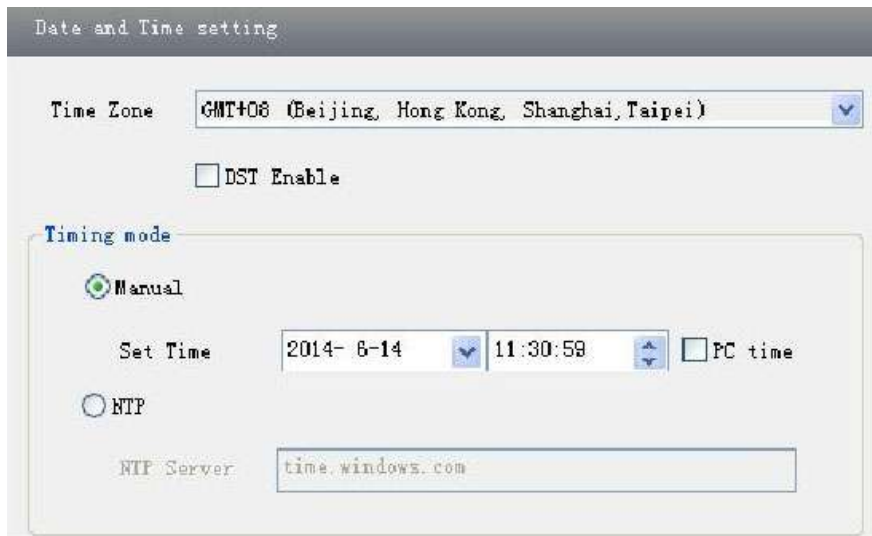 Date and Time setting
Time Zone GMT+08 (Beijing, Hong Kong, Shanghai,Taipei)
DST Enable
Timing mode
Manual
Set Time 2014- 6-14 11:30:59 PC time
NTP
NTP Server time.windows.com